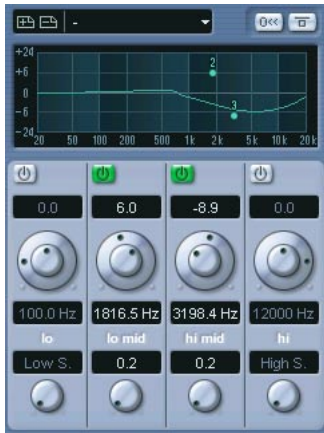 -
0<<
+24
+6
0
-6
-24
2
3
20 50 100 200 500 1k 2k 5k 10k 20k
0.0 6.0 -8.9 0.0
100.0 Hz 1816.5 Hz 3198.4 Hz 12000 Hz
lo lo mid hi mid hi
Low S. 0.2 0.2 High S.